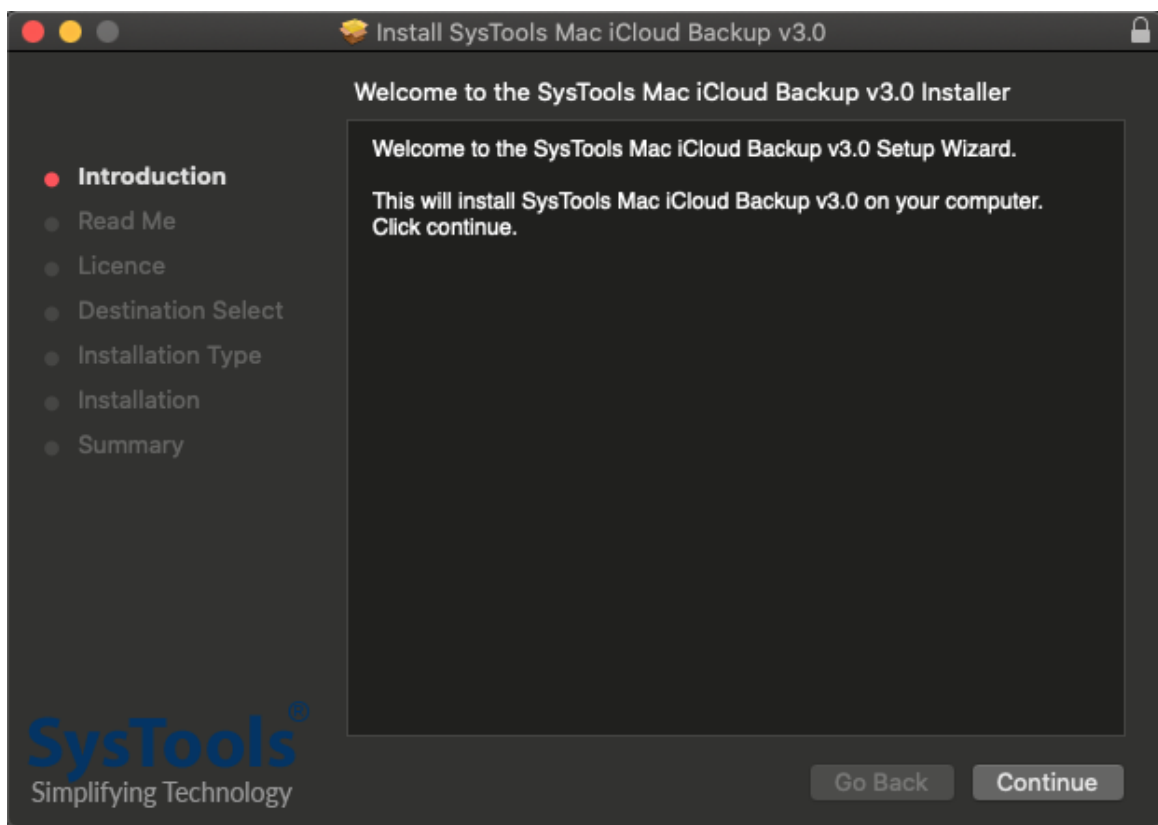 Install SysTools Mac iCloud Backup v3.0
Welcome to the SysTools Mac iCloud Backup v3.0 Installer
Introduction
Read Me
Licence
Destination Select
Installation Type
Installation
Summary
Welcome to the SysTools Mac iCloud Backup v3.0 Setup Wizard.
This will install SysTools Mac iCloud Backup v3.0 on your computer.
Click continue.
SysTools®
Simplifying Technology
Go Back
Continue